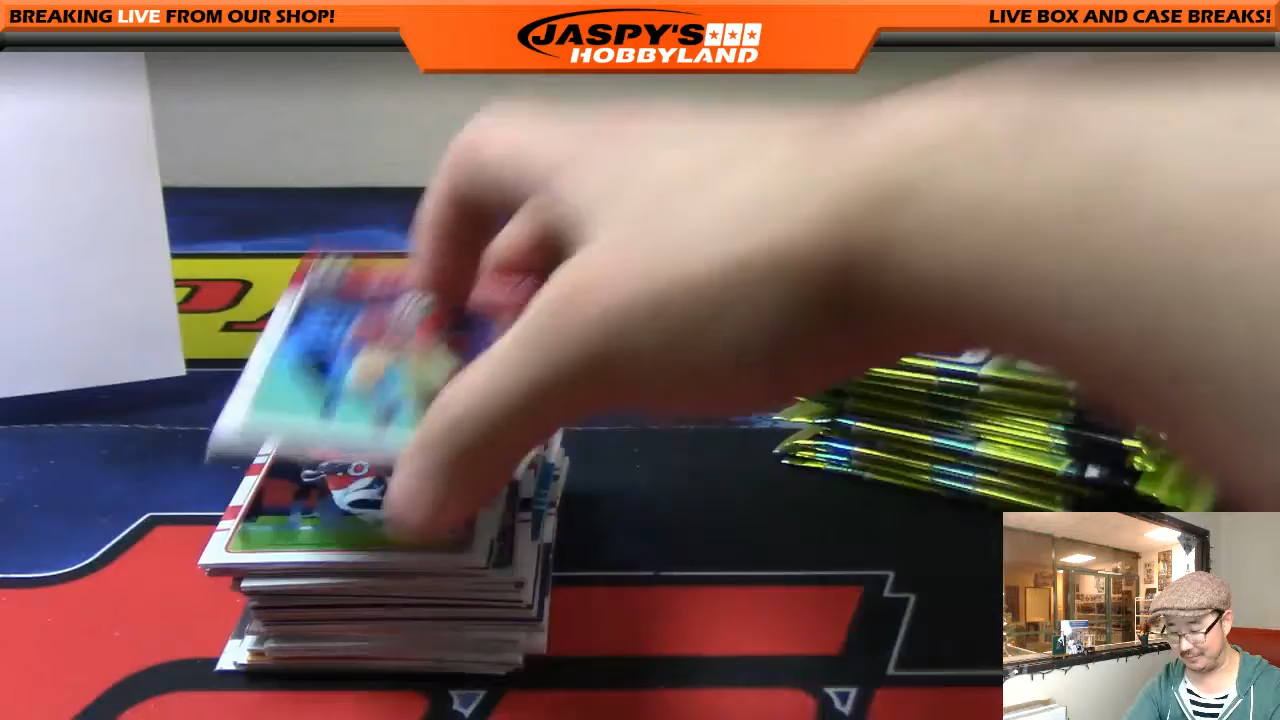 BREAKING LIVE FROM OUR SHOP!
JASPY'S
HOBBYLAND
LIVE BOX AND CASE BREAKS!